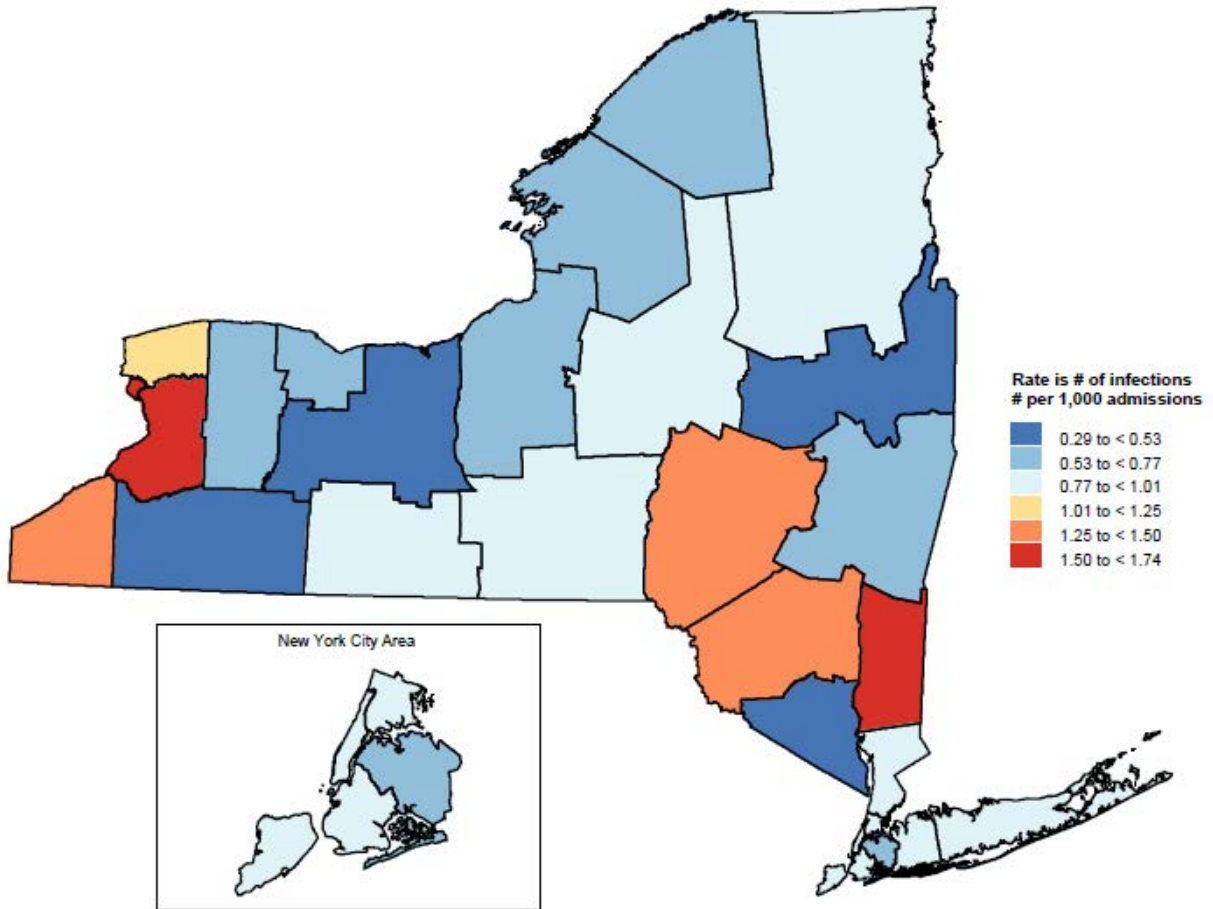 Rate is # of infections
# per 1,000 admissions
0.29 to < 0.53
0.53 to < 0.77
0.77 to < 1.01
1.01 to < 1.25
1.25 to < 1.50
1.50 to < 1.74
New York City Area